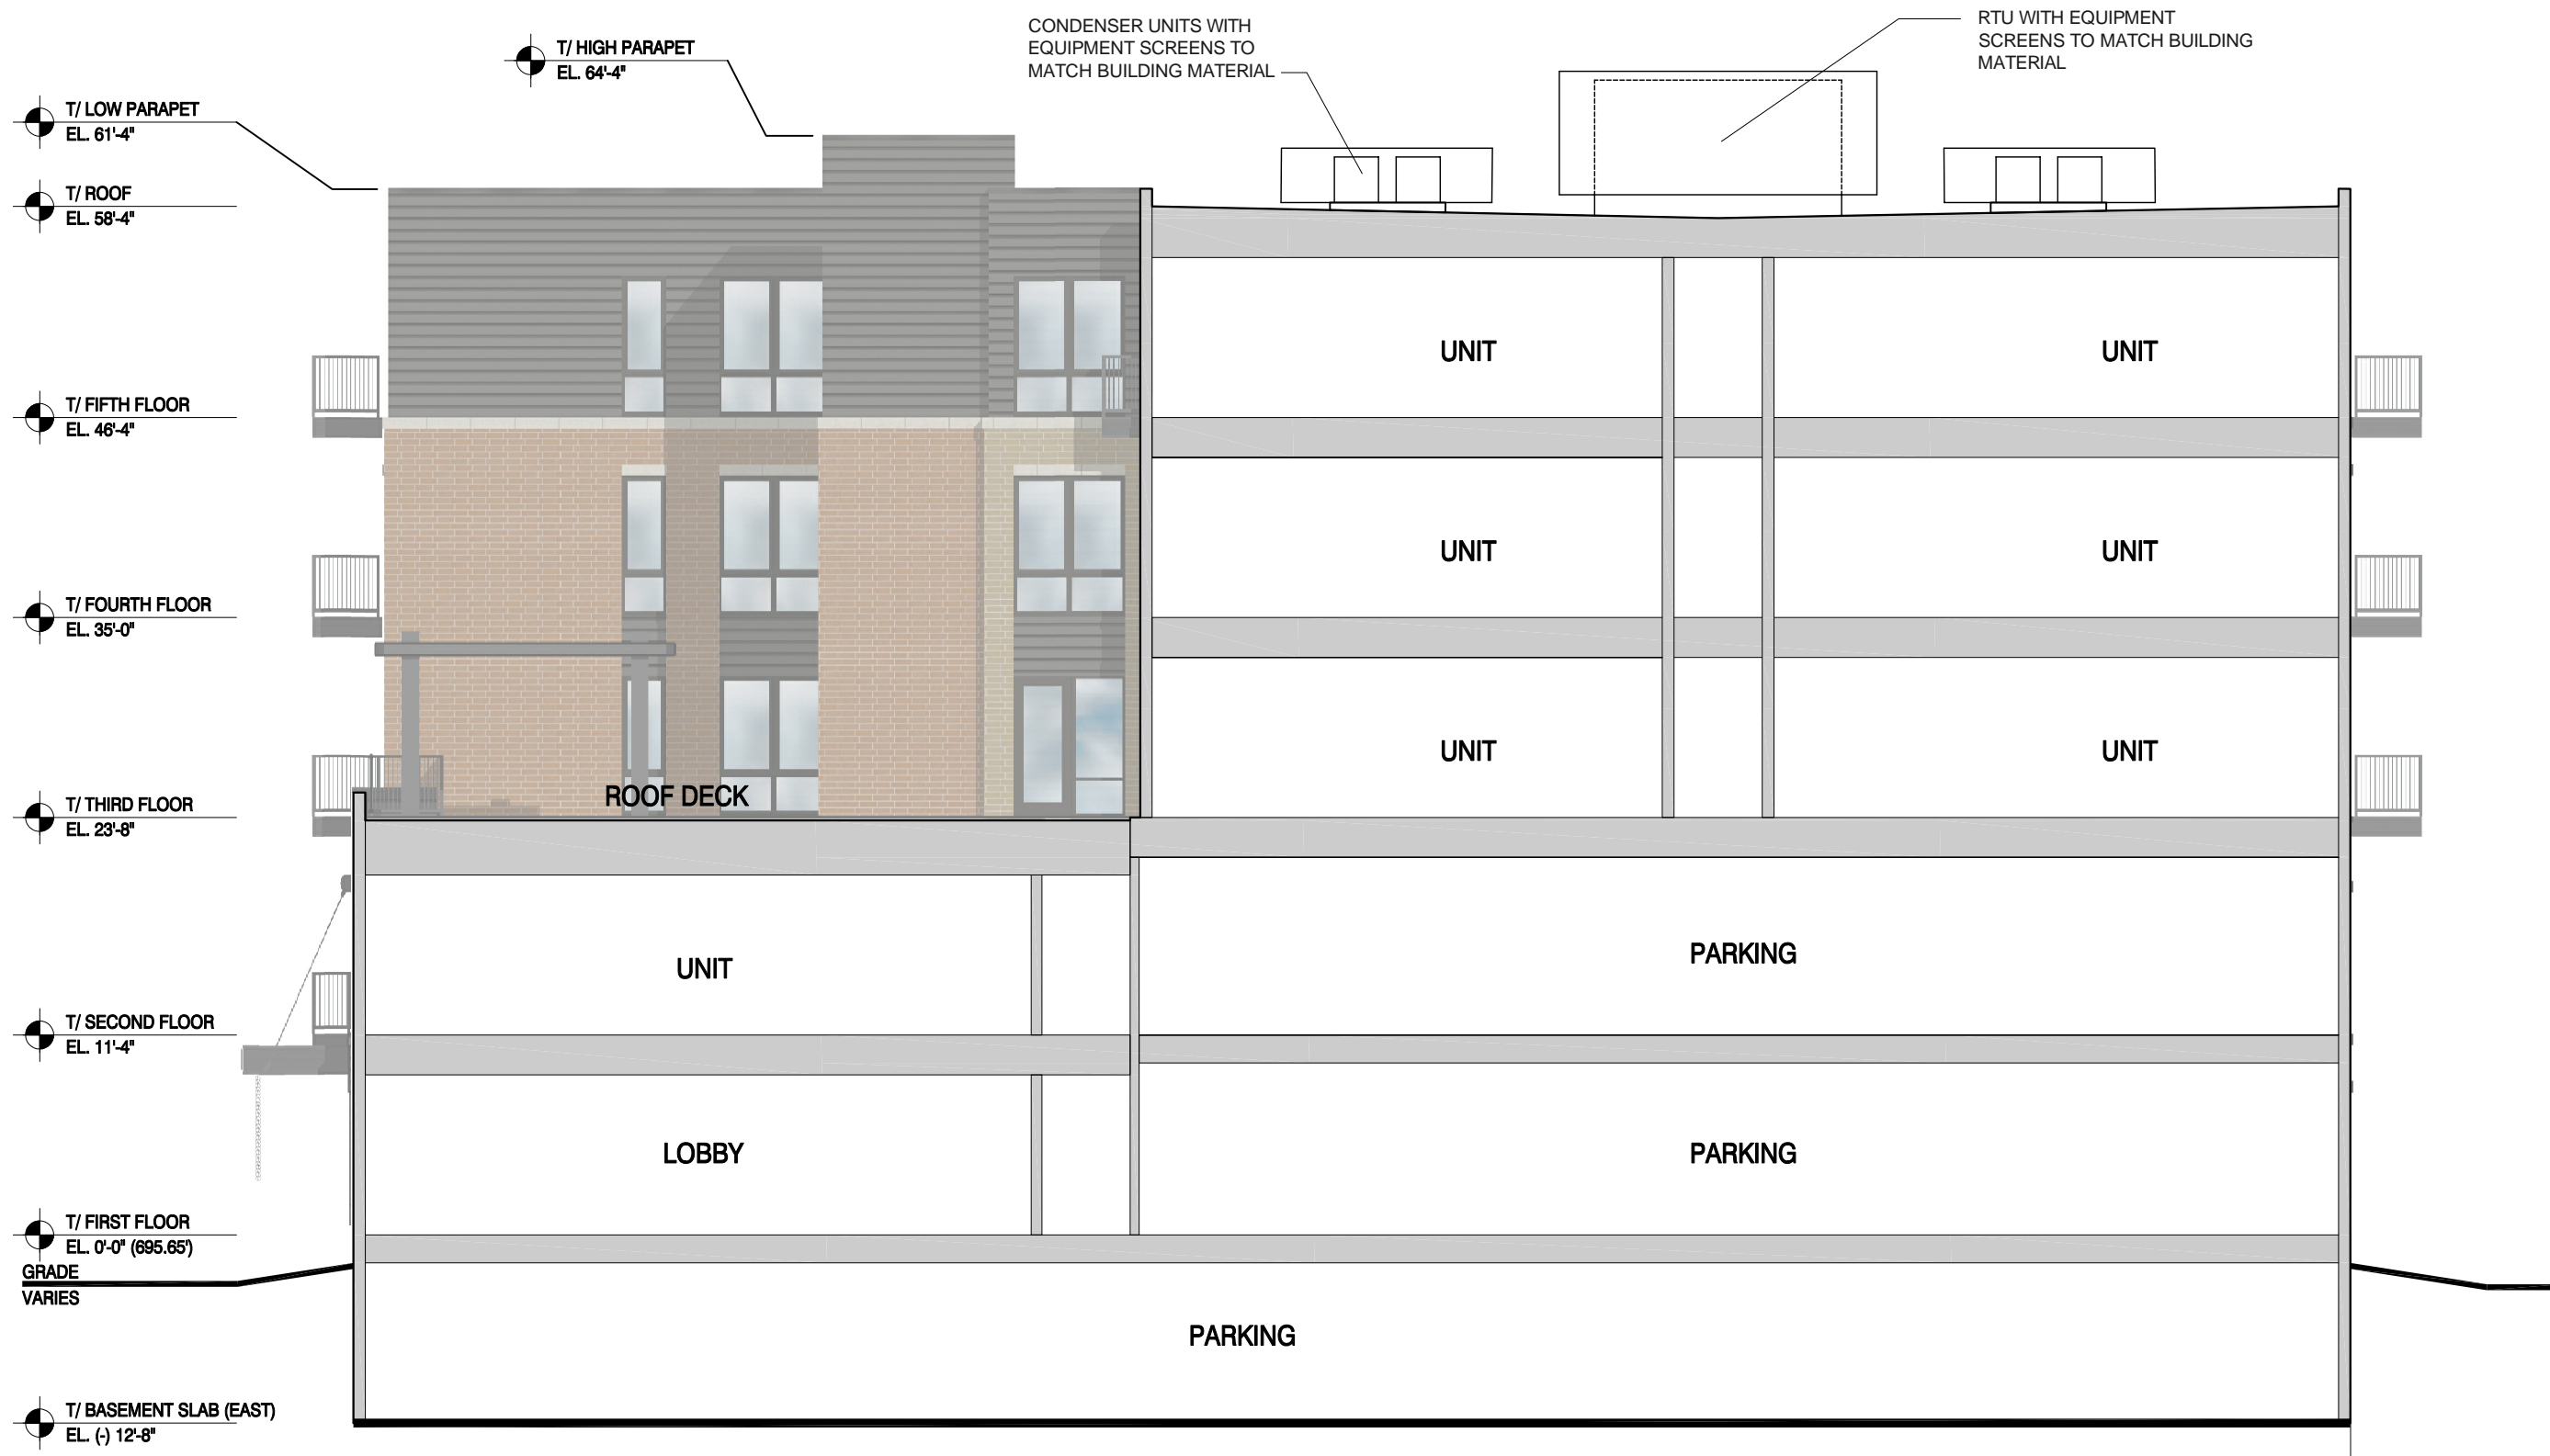 CONDENSER UNITS WITH
EQUIPMENT SCREENS TO
MATCH BUILDING MATERIAL
RTU WITH EQUIPMENT
SCREENS TO MATCH BUILDING
MATERIAL
T/ HIGH PARAPET
EL. 64'-4"
T/ LOW PARAPET
EL. 61'-4"
T/ ROOF
EL. 58'-4"
UNIT
UNIT
T/ FIFTH FLOOR
EL. 46'-4"
UNIT
UNIT
T/ FOURTH FLOOR
EL. 35'-0"
UNIT
UNIT
ROOF DECK
T/ THIRD FLOOR
EL. 23'-8"
UNIT
PARKING
T/ SECOND FLOOR
EL. 11'-4"
LOBBY
PARKING
T/ FIRST FLOOR
EL. 0'-0" (695.65')
GRADE
VARIES
PARKING
T/ BASEMENT SLAB (EAST)
EL. (-) 12'-8"